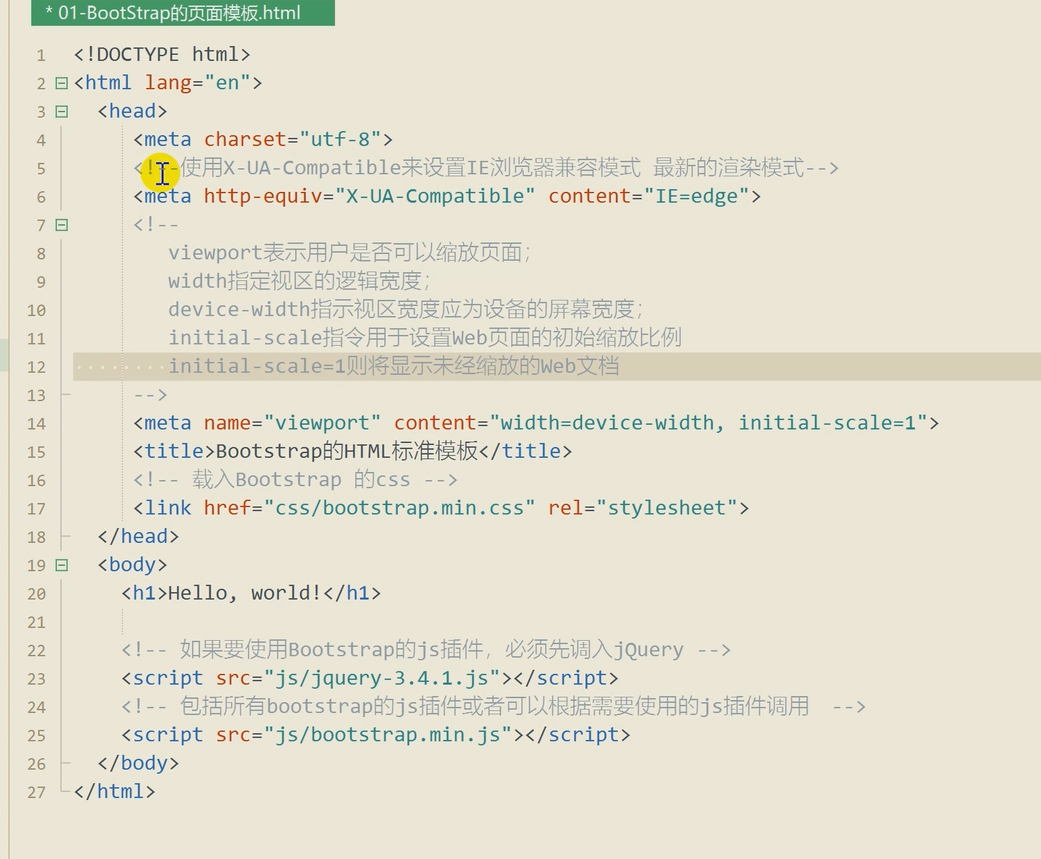 * 01-BootStrap的页面模板.html
1 <!DOCTYPE html>
2 <html lang="en">
3 <head>
4 <meta charset="utf-8">
5 <!--使用X-UA-Compatible来设置IE浏览器兼容模式 最新的渲染模式-->
6 <meta http-equiv="X-UA-Compatible" content="IE=edge">
7 <!--
8 viewport表示用户是否可以缩放页面;
9 width指定视区的逻辑宽度;
10 device-width指示视区宽度应为设备的屏幕宽度;
11 initial-scale指令用于设置Web页面的初始缩放比例
12 initial-scale=1则将显示未经缩放的Web文档
13 -->
14 <meta name="viewport" content="width=device-width, initial-scale=1">
15 <title>Bootstrap的HTML标准模板</title>
16 <!-- 载入Bootstrap 的css -->
17 <link href="css/bootstrap.min.css" rel="stylesheet">
18 </head>
19 <body>
20 <h1>Hello, world!</h1>
21
22 <!-- 如果要使用Bootstrap的js插件，必须先调入jQuery -->
23 <script src="js/jquery-3.4.1.js"></script>
24 <!-- 包括所有bootstrap的js插件或者可以根据需要使用的js插件调用  -->
25 <script src="js/bootstrap.min.js"></script>
26 </body>
27 </html>